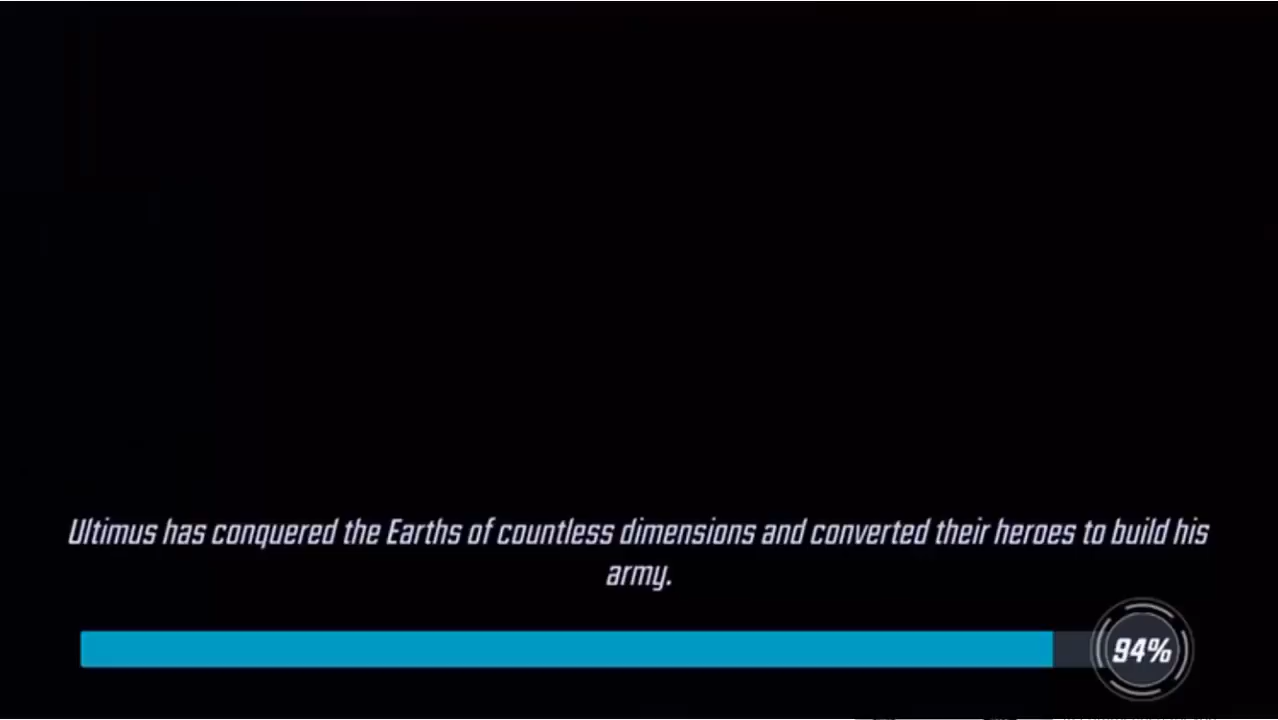 Ultimus has conquered the Earths of countless dimensions and converted their heroes to build his
army.
94%